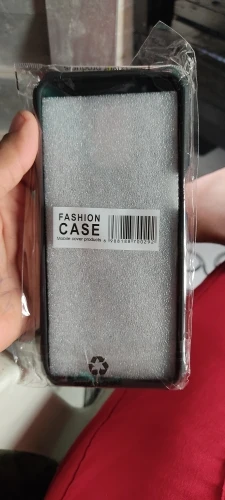 FASHION
CASE
Mobile cover products